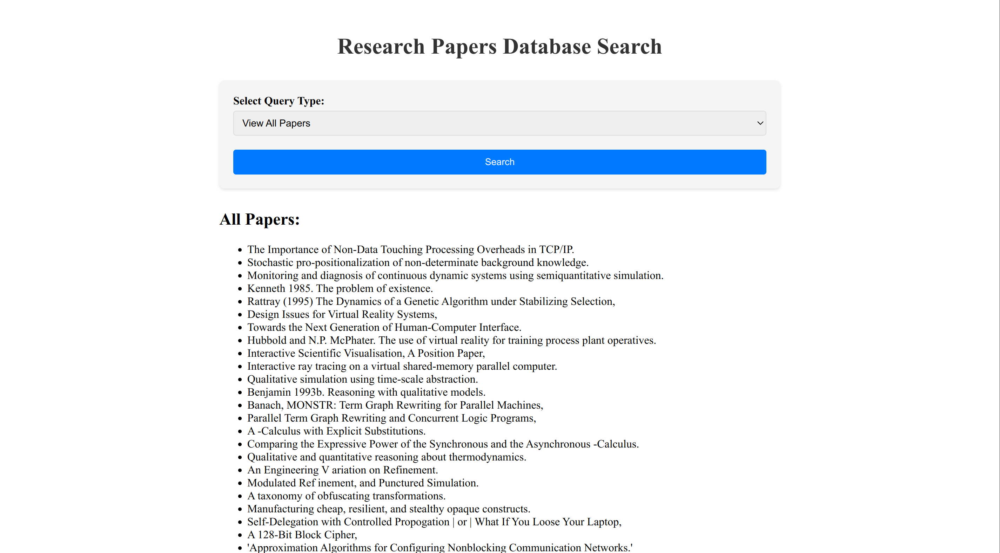 Research Papers Database Search
Select Query Type:
View All Papers
Search
All Papers:
The Importance of Non-Data Touching Processing Overheads in TCP/IP.
Stochastic pro-positionalization of non-determinate background knowledge.
Monitoring and diagnosis of continuous dynamic systems using semiquantitative simulation.
Kenneth 1985. The problem of existence.
Rattray (1995) The Dynamics of a Genetic Algorithm under Stabilizing Selection,
Design Issues for Virtual Reality Systems,
Towards the Next Generation of Human-Computer Interface.
Hubbold and N.P. McPhater. The use of virtual reality for training process plant operatives.
Interactive Scientific Visualisation, A Position Paper,
Interactive ray tracing on a virtual shared-memory parallel computer.
Qualitative simulation using time-scale abstraction.
Benjamin 1993b. Reasoning with qualitative models.
Banach, MONSTR: Term Graph Rewriting for Parallel Machines,
Parallel Term Graph Rewriting and Concurrent Logic Programs,
A -Calculus with Explicit Substitutions.
Comparing the Expressive Power of the Synchronous and the Asynchronous -Calculus.
Qualitative and quantitative reasoning about thermodynamics.
An Engineering V ariation on Refinement.
Modulated Ref inement, and Punctured Simulation.
A taxonomy of obfuscating transformations.
Manufacturing cheap, resilient, and stealthy opaque constructs.
Self-Delegation with Controlled Propogation | or | What If You Loose Your Laptop,
A 128-Bit Block Cipher,
'Approximation Algorithms for Configuring Nonblocking Communication Networks.'